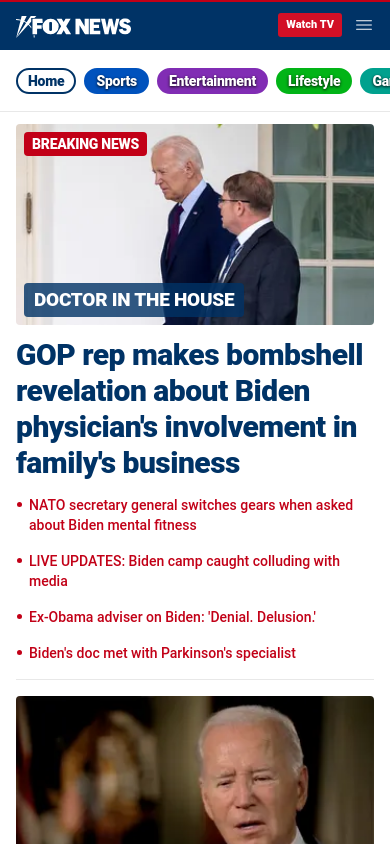 FOX NEWS
Watch TV
Home
Sports
Entertainment
Lifestyle
Ga
BREAKING NEWS
DOCTOR IN THE HOUSE
GOP rep makes bombshell
revelation about Biden
physician's involvement in
family's business
• NATO secretary general switches gears when asked
about Biden mental fitness
• LIVE UPDATES: Biden camp caught colluding with
media
• Ex-Obama adviser on Biden: 'Denial. Delusion.'
• Biden's doc met with Parkinson's specialist